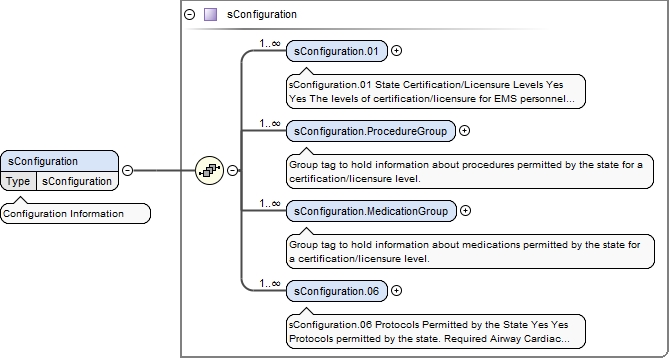 sConfiguration
1..∞
sConfiguration.01
sConfiguration.01 State Certification/Licensure Levels Yes
Yes The levels of certification/licensure for EMS personnel...
1..∞
sConfiguration.ProcedureGroup
Group tag to hold information about procedures permitted by the state for a
certification/licensure level.
sConfiguration
Type sConfiguration
Configuration Information
1..∞
sConfiguration.MedicationGroup
Group tag to hold information about medications permitted by the state for
a certification/licensure level.
1..∞
sConfiguration.06
sConfiguration.06 Protocols Permitted by the State Yes Yes
Protocols permitted by the state. Required Airway Cardiac...